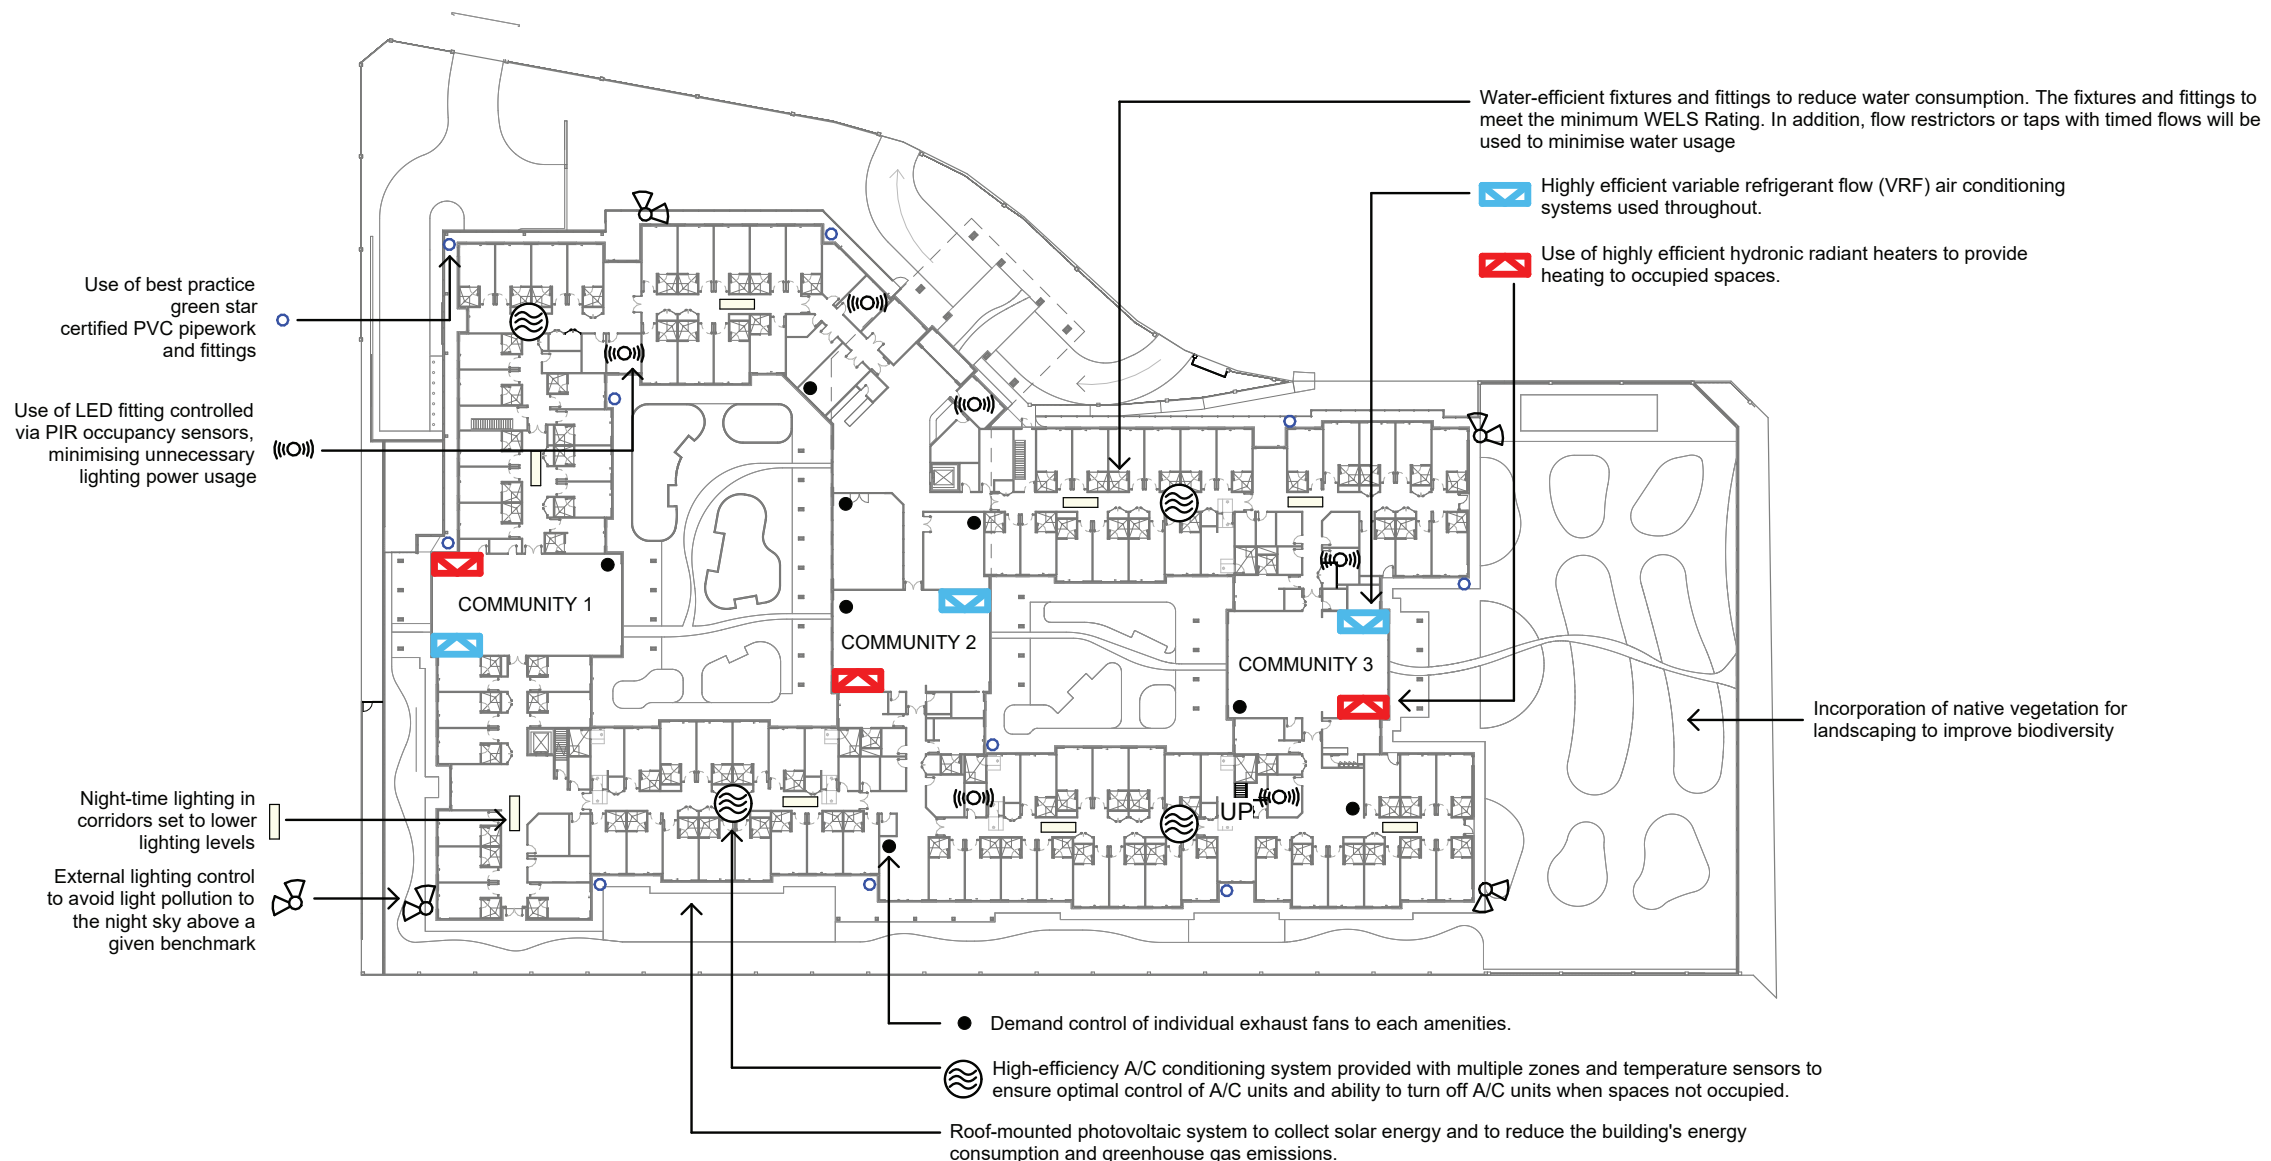 Water-efficient fixtures and fittings to reduce water consumption. The fixtures and fittings to
meet the minimum WELS Rating. In addition, flow restrictors or taps with timed flows will be
used to minimise water usage
Highly efficient variable refrigerant flow (VRF) air conditioning
systems used throughout.
Use of highly efficient hydronic radiant heaters to provide
heating to occupied spaces.
Use of best practice
green star
certified PVC pipework
and fittings
Use of LED fitting controlled
via PIR occupancy sensors,
minimising unnecessary
lighting power usage
COMMUNITY 1
COMMUNITY 2
COMMUNITY 3
Incorporation of native vegetation for
landscaping to improve biodiversity
Night-time lighting in
corridors set to lower
lighting levels
UP
External lighting control
to avoid light pollution to
the night sky above a
given benchmark
Demand control of individual exhaust fans to each amenities.
High-efficiency A/C conditioning system provided with multiple zones and temperature sensors to
ensure optimal control of A/C units and ability to turn off A/C units when spaces not occupied.
Roof-mounted photovoltaic system to collect solar energy and to reduce the building's energy
consumption and greenhouse gas emissions.